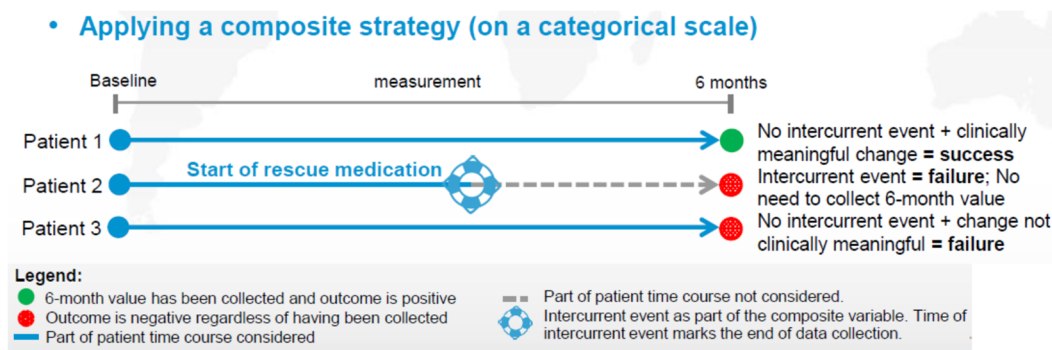 • Applying a composite strategy (on a categorical scale)
Baseline measurement 6 months
Patient 1
No intercurrent event + clinically
meaningful change = success
Start of rescue medication
Patient 2
Intercurrent event = failure; No
need to collect 6-month value
Patient 3
No intercurrent event + change not
clinically meaningful = failure
Legend:
6-month value has been collected and outcome is positive
Outcome is negative regardless of having been collected
Part of patient time course considered
Part of patient time course not considered.
Intercurrent event as part of the composite variable. Time of
intercurrent event marks the end of data collection.